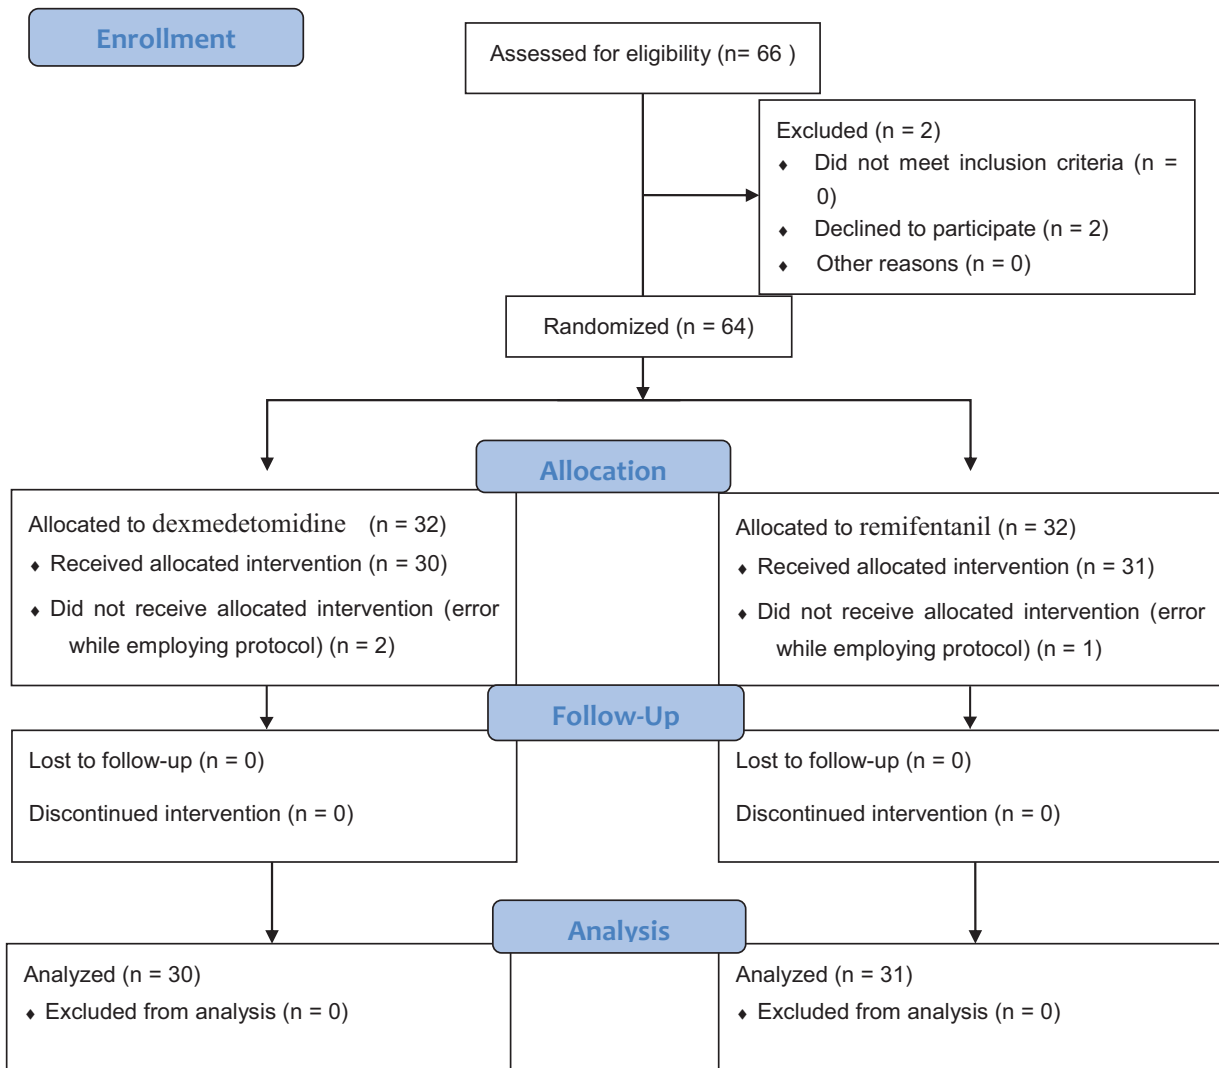 Enrollment
Assessed for eligibility (n= 66 )
Excluded (n = 2)
♦ Did not meet inclusion criteria (n =
0)
♦ Declined to participate (n = 2)
♦ Other reasons (n = 0)
Randomized (n = 64)
Allocation
Allocated to dexmedetomidine (n = 32)
♦ Received allocated intervention (n = 30)
♦ Did not receive allocated intervention (error
while employing protocol) (n = 2)
Allocated to remifentanil (n = 32)
♦ Received allocated intervention (n = 31)
♦ Did not receive allocated intervention (error
while employing protocol) (n = 1)
Follow-Up
Lost to follow-up (n = 0)
Discontinued intervention (n = 0)
Lost to follow-up (n = 0)
Discontinued intervention (n = 0)
Analysis
Analyzed (n = 30)
♦ Excluded from analysis (n = 0)
Analyzed (n = 31)
♦ Excluded from analysis (n = 0)